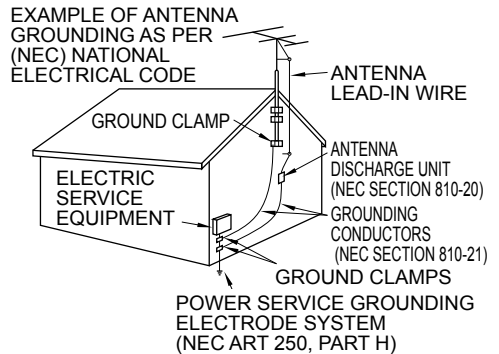 EXAMPLE OF ANTENNA
GROUNDING AS PER
(NEC) NATIONAL
ELECTRICAL CODE
ANTENNA
LEAD-IN WIRE
GROUND CLAMP
ANTENNA
DISCHARGE UNIT
(NEC SECTION 810-20)
ELECTRIC
SERVICE
EQUIPMENT
GROUNDING
CONDUCTORS
(NEC SECTION 810-21)
GROUND CLAMPS
POWER SERVICE GROUNDING
ELECTRODE SYSTEM
(NEC ART 250, PART H)